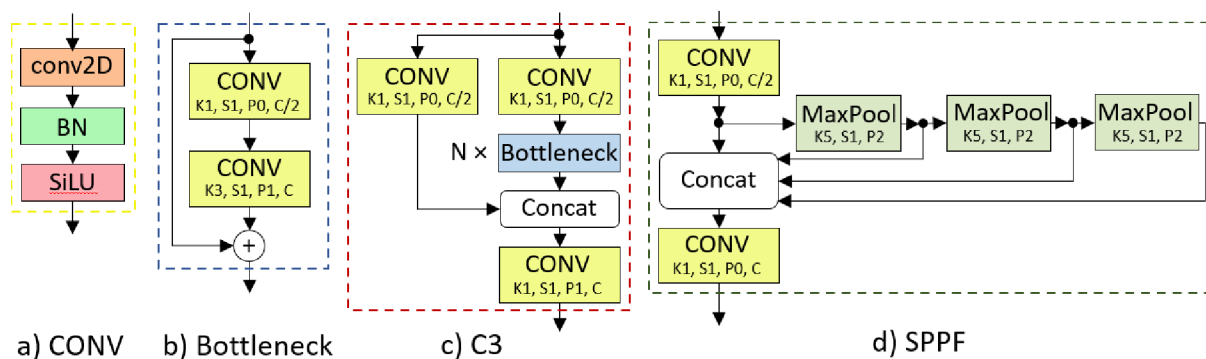 conv2D
BN
SiLU
a) CONV
CONV
K1, S1, P0, C/2
CONV
K3, S1, P1, C
+
b) Bottleneck
CONV
K1, S1, P0, C/2
CONV
K1, S1, P0, C/2
N × Bottleneck
Concat
CONV
K1, S1, P1, C
c) C3
CONV
K1, S1, P0, C/2
MaxPool
K5, S1, P2
MaxPool
K5, S1, P2
MaxPool
K5, S1, P2
Concat
CONV
K1, S1, P0, C
d) SPPF